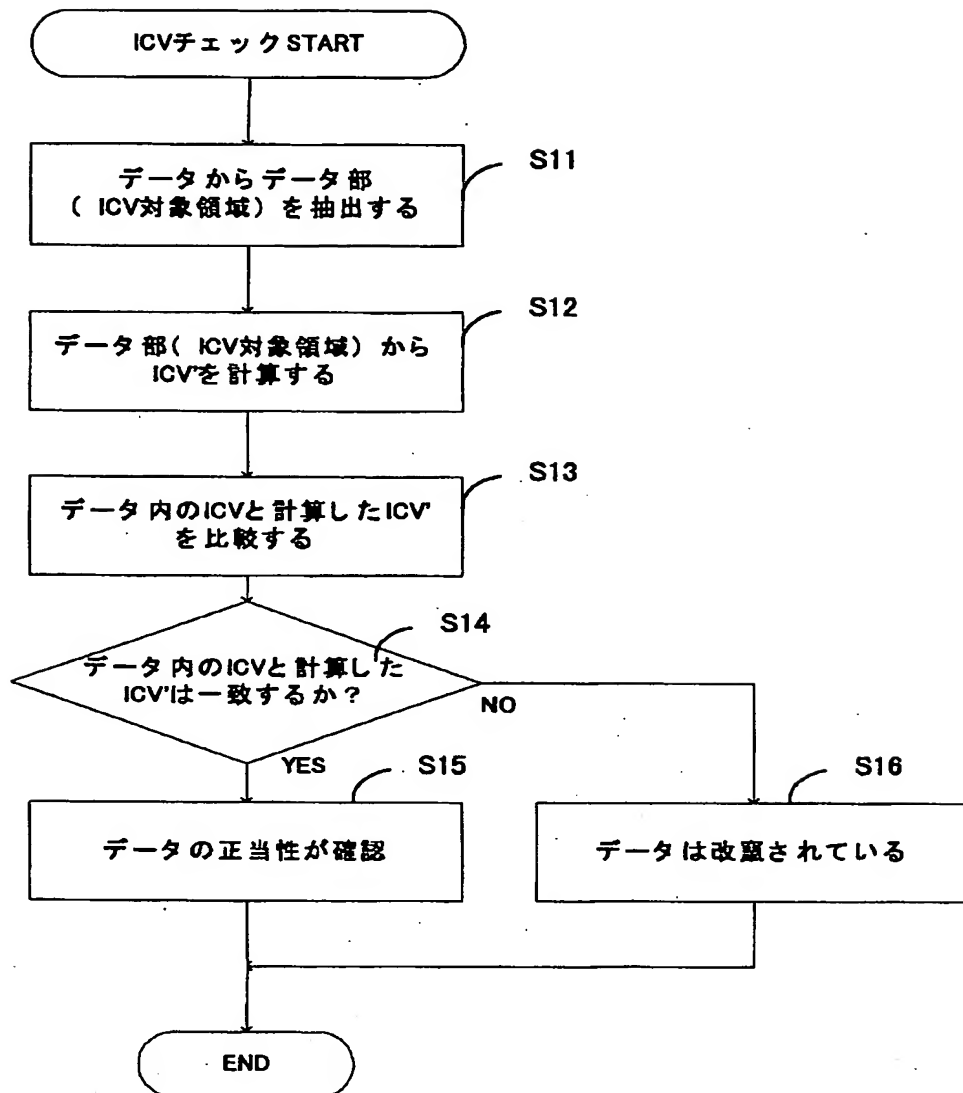 ICVチェックSTART
S11
データからデータ部
(ICV対象領域)を抽出する
S12
データ部(ICV対象領域)から
ICV'を計算する
S13
データ内のICVと計算したICV'
を比較する
S14
データ内のICVと計算した
ICV'は一致するか?
NO
YES
S15
データの正当性が確認
S16
データは改竄されている
END